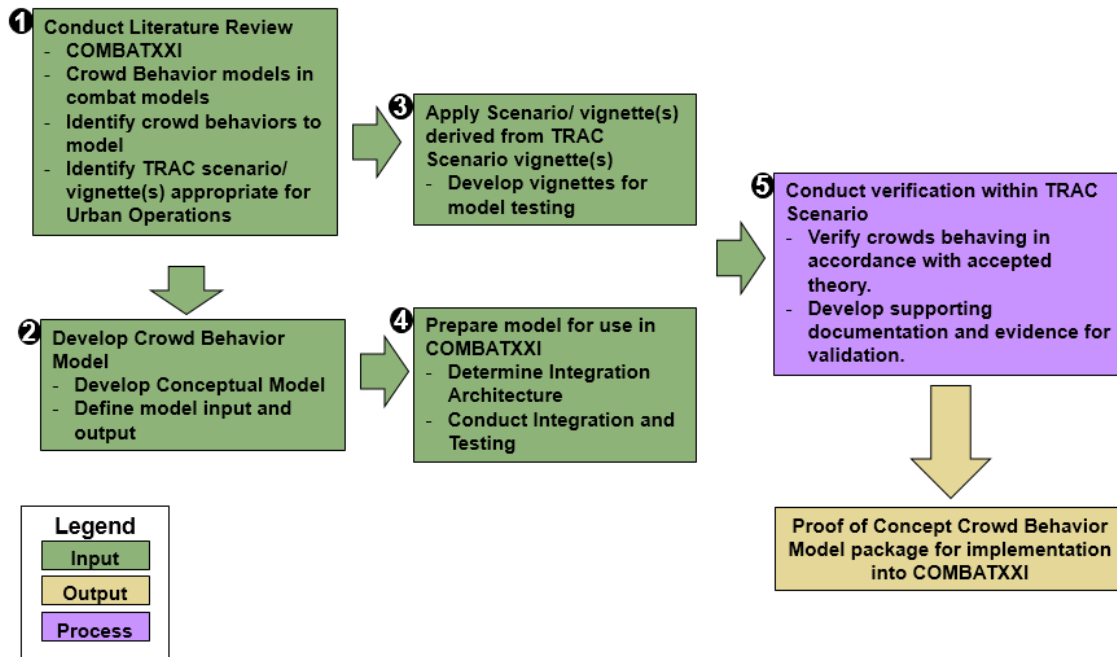 1
Conduct Literature Review
- COMBATXXI
- Crowd Behavior models in
combat models
- Identify crowd behaviors to
model
- Identify TRAC scenario/
vignette(s) appropriate for
Urban Operations
2
Develop Crowd Behavior
Model
- Develop Conceptual Model
- Define model input and
output
3
Apply Scenario/ vignette(s)
derived from TRAC
Scenario vignette(s)
- Develop vignettes for
model testing
4
Prepare model for use in
COMBATXXI
- Determine Integration
Architecture
- Conduct Integration and
Testing
5
Conduct verification within TRAC
Scenario
- Verify crowds behaving in
accordance with accepted
theory.
- Develop supporting
documentation and evidence for
validation.
Proof of Concept Crowd Behavior
Model package for implementation
into COMBATXXI
Legend
Input
Output
Process